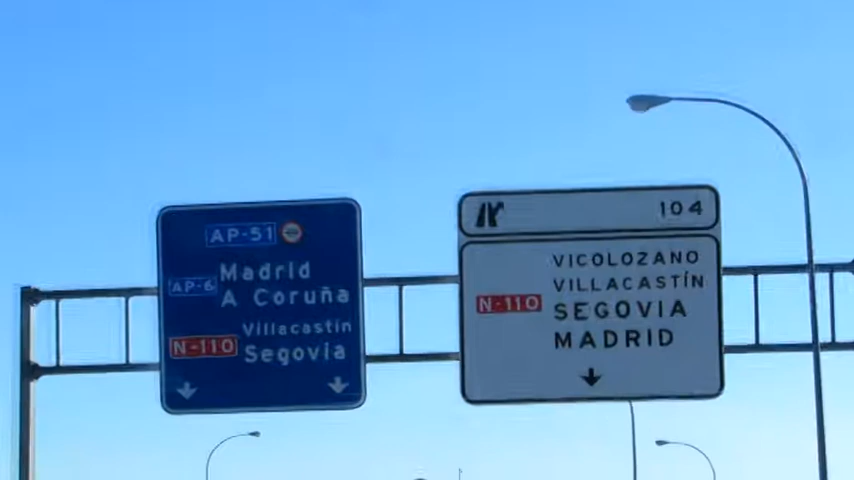 AP-51
AP-6 Madrid
A Coruña
N-110 Villacastín
Segovia
104
VICOLOZANO
VILLACASTÍN
N-110 SEGOVIA
MADRID